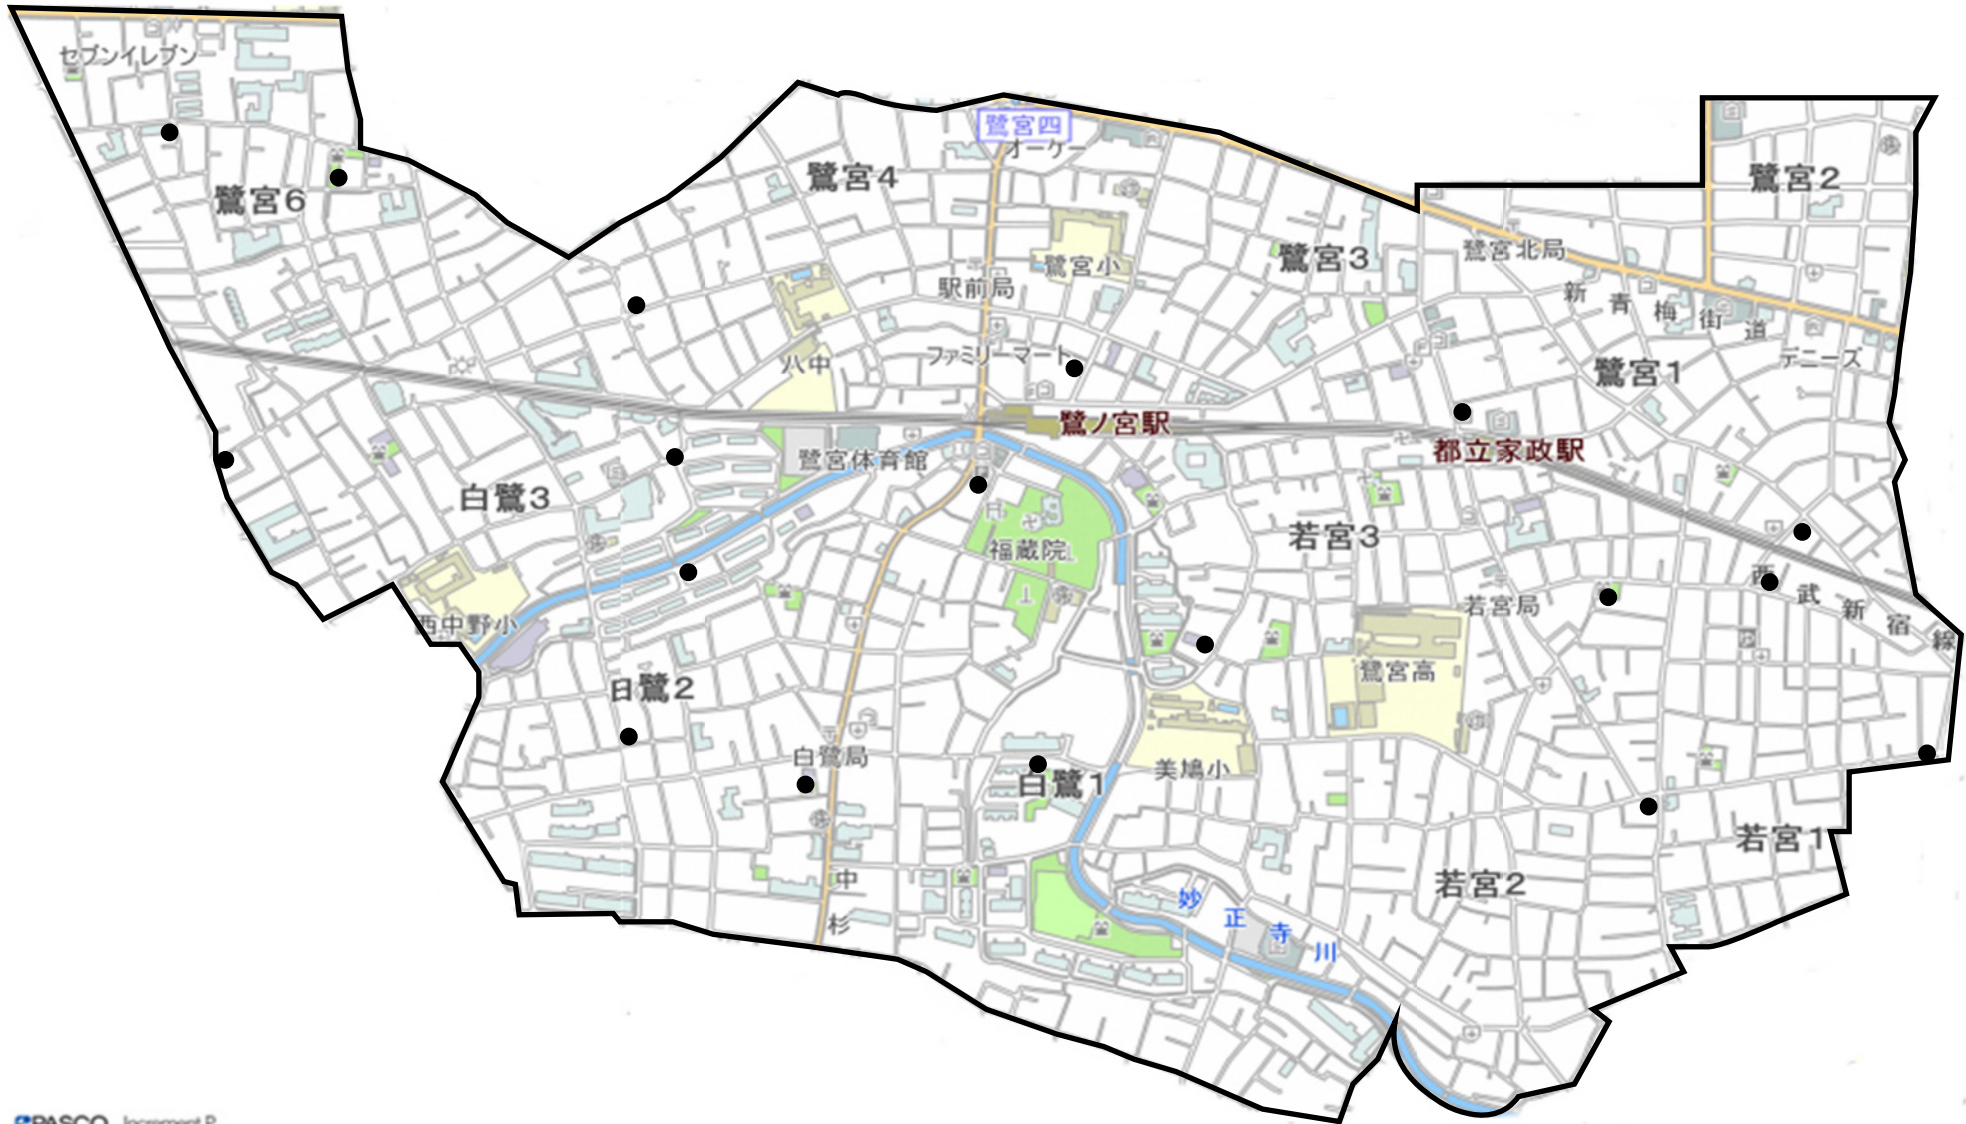 セブンイレブン
鷺宮四
オーケー
鷺宮4
鷺宮2
鷺宮6
鷺宮北局
鷺宮3
鷺宮小
駅前局
新青梅街道
ファミリーマート
八中
鷺宮1
デニーズ
鷺ノ宮駅
都立家政駅
鷺宮体育館
白鷺3
若宮3
福蔵院
西武新宿線
若宮局
西中野小
鷺宮高
白鷺2
白鷺局
美鳩小
白鷺1
若宮1
若宮2
中杉
妙正寺川
PASCO Increment P